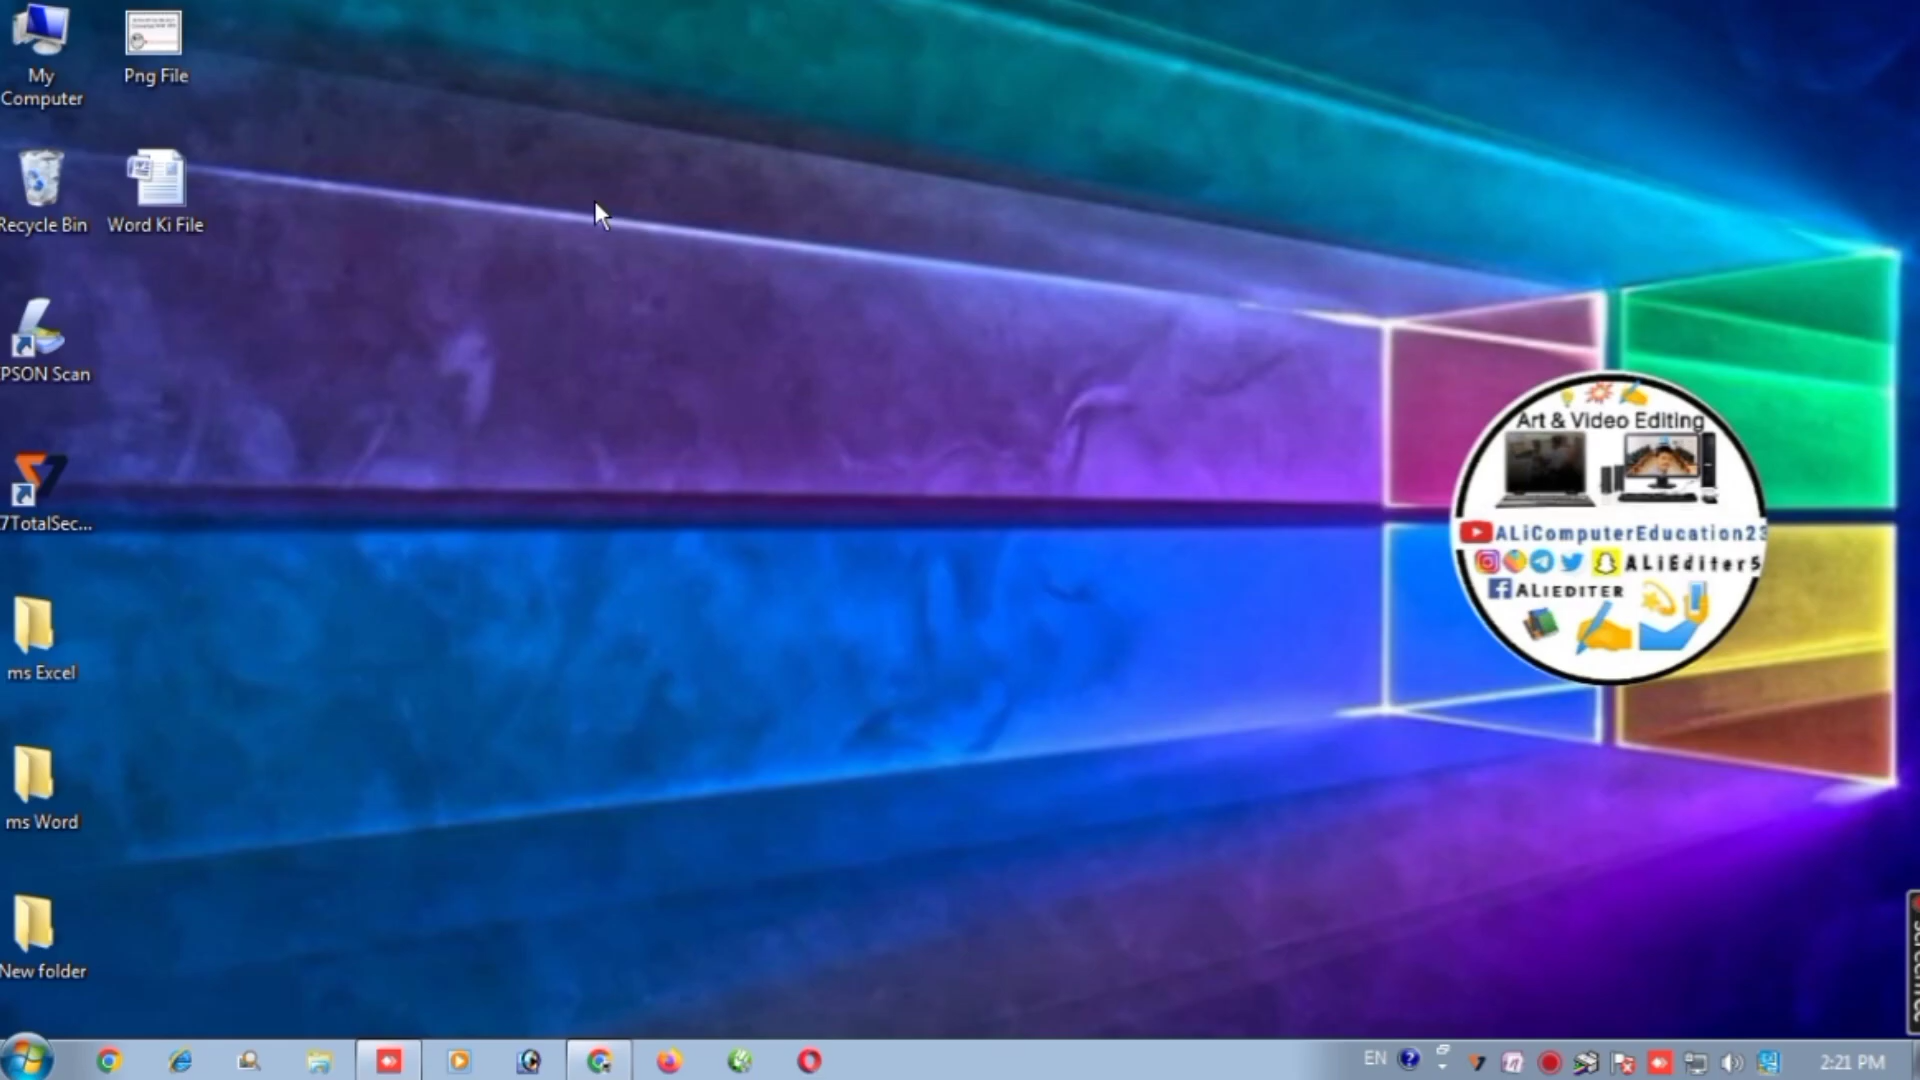 My
Computer
Png File
Recycle Bin
Word Ki File
PSON Scan
7TotalSec...
ms Excel
ms Word
New folder
Art & Video Editing
ALiComputerEducation23
ALiEditer5
ALIEDITER
EN
2:21 PM